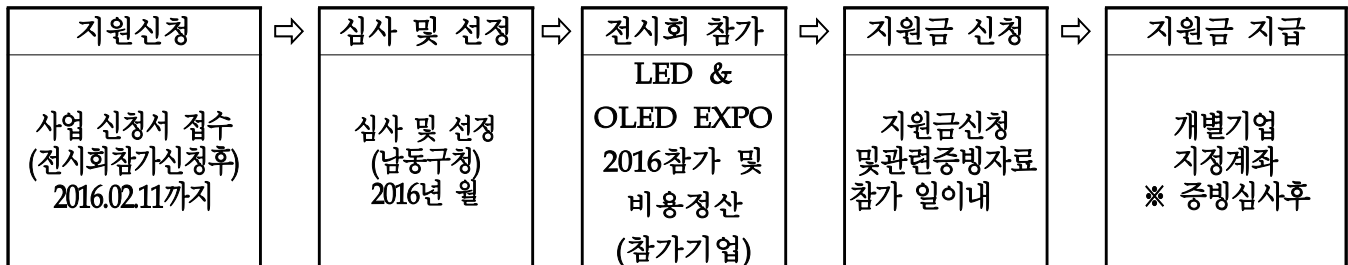 지원신청
사업 신청서 접수
(전시회참가신청후)
2016.02.11까지
⇨
심사 및 선정
심사 및 선정
(남동구청)
2016년 월
⇨
전시회 참가
LED &
OLED EXPO
2016참가 및
비용정산
(참가기업)
⇨
지원금 신청
지원금신청
및관련증빙자료
참가 일이내
⇨
지원금 지급
개별기업
지정계좌
※ 증빙심사후